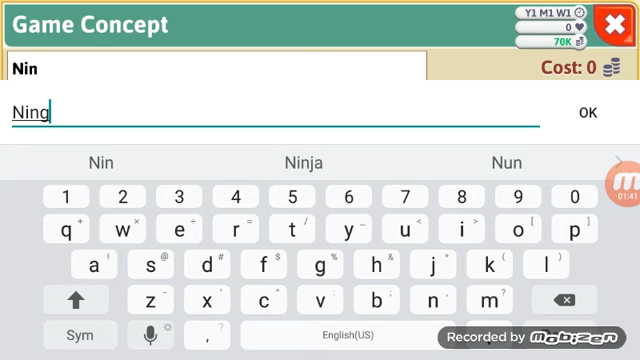 Game Concept
Y1 M1 W1
0
70K
Nin
Cost: 0
Ning
OK
Nin Ninja Nun
01:41
1 2 3 4 5 6 7 8 9 0
q + w × e ÷ r = t / y _ u < i > o [ p ]
a ! s @ d # f $ g % h & j * k ( l )
z - x ' c " v : b ; n , m ?
Sym , ? English(US)
Recorded by mobizen